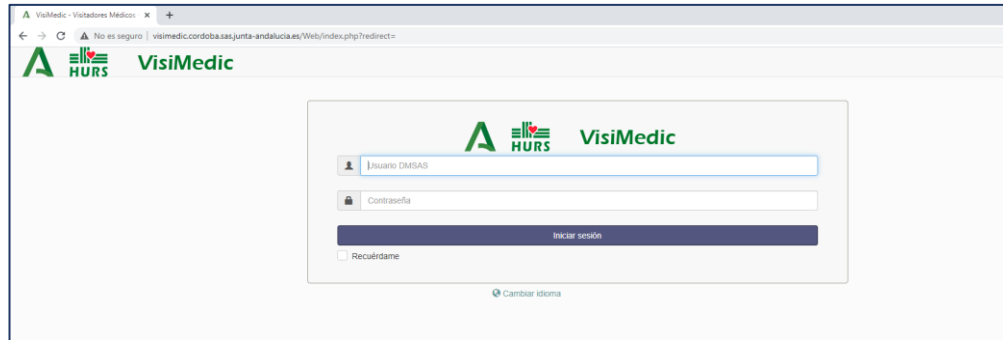 VisiMedic - Visitadores Médicos
No es seguro | visimedic.cordoba.sas.junta-andalucia.es/Web/index.php?redirect=
HURS VisiMedic
HURS VisiMedic
Usuario DMSAS
Contraseña
Iniciar sesión
Recuérdame
Cambiar idioma